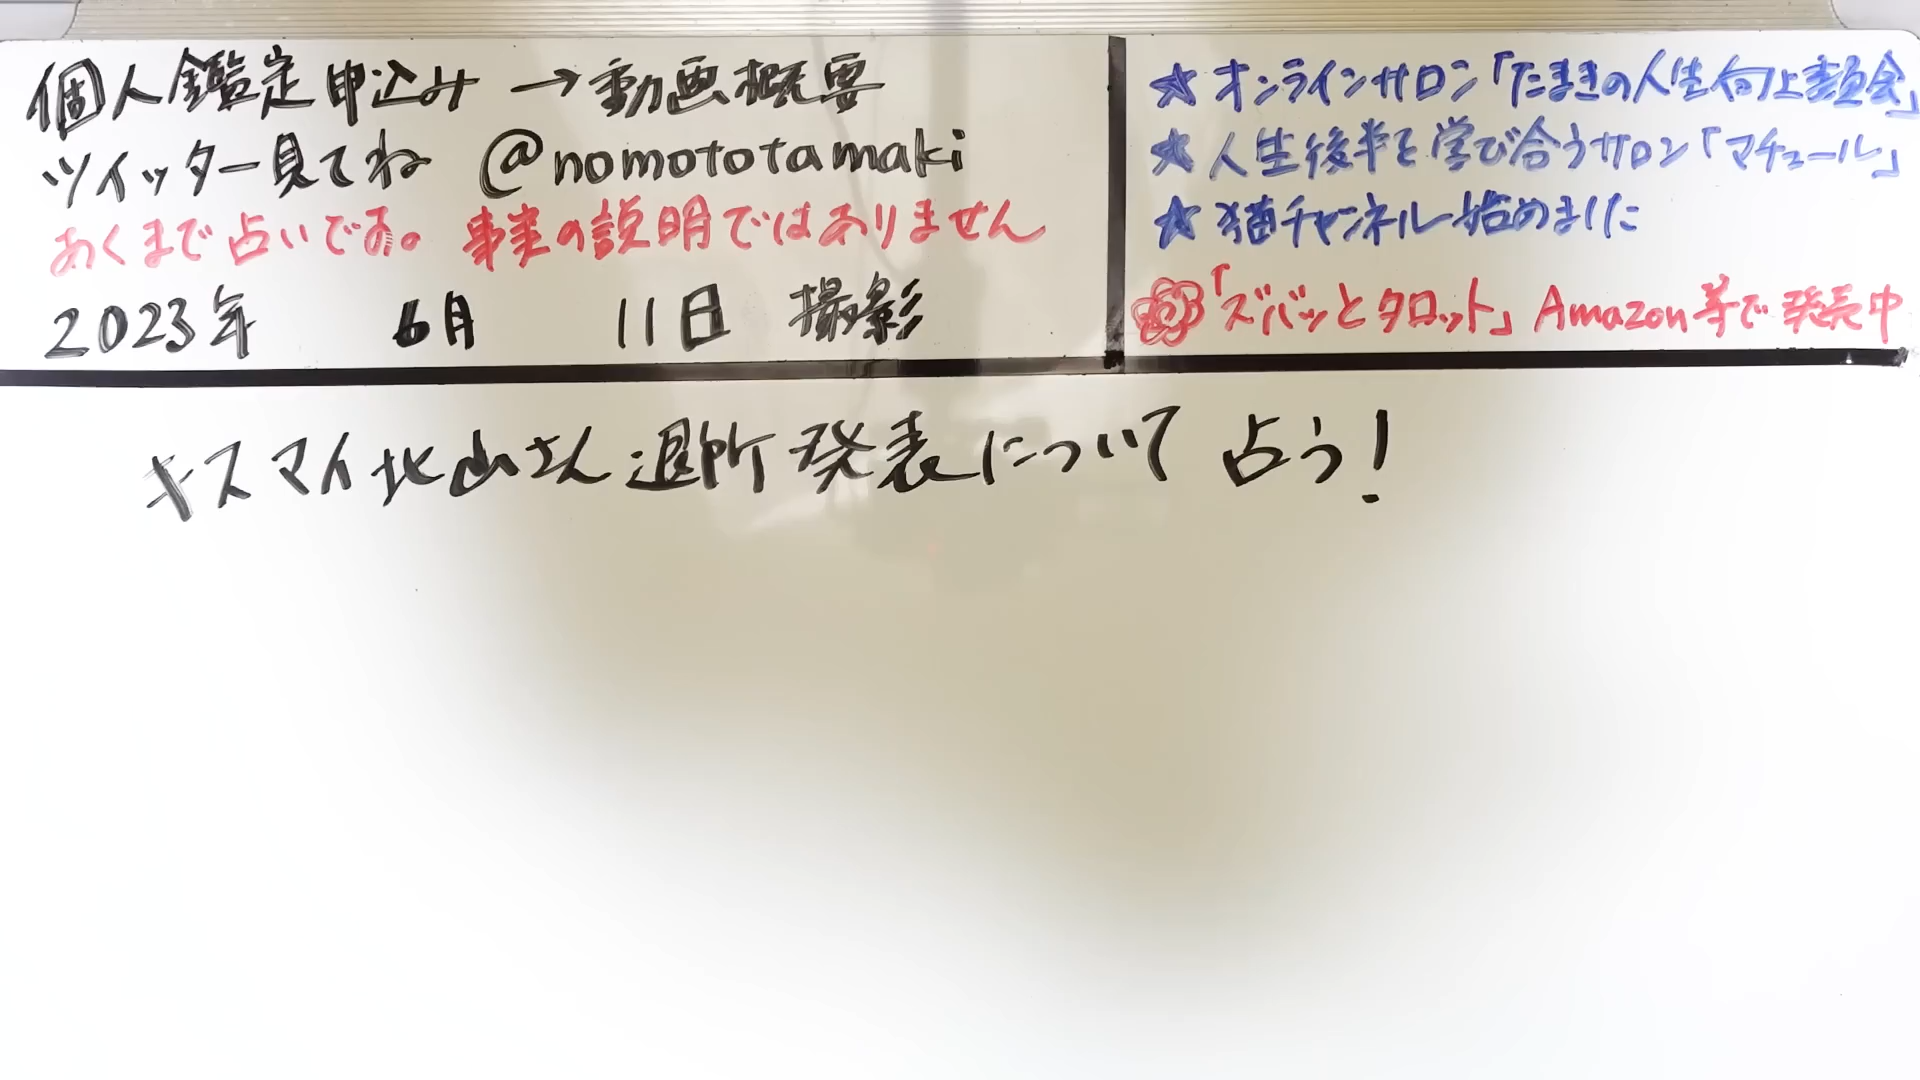 個人鑑定申込み→動画概要
ツイッター見てね @nomototamaki
あくまで占いです。事実の説明ではありません
2023年 6月 11日 撮影
★オンラインサロン「たまきの人生向上委員会」
★人生後半を学び合うサロン「マチュール」
★猫チャンネル始めました
「ズバッとタロット」Amazon等で発売中
キスマイ北山さん退所発表について占う!